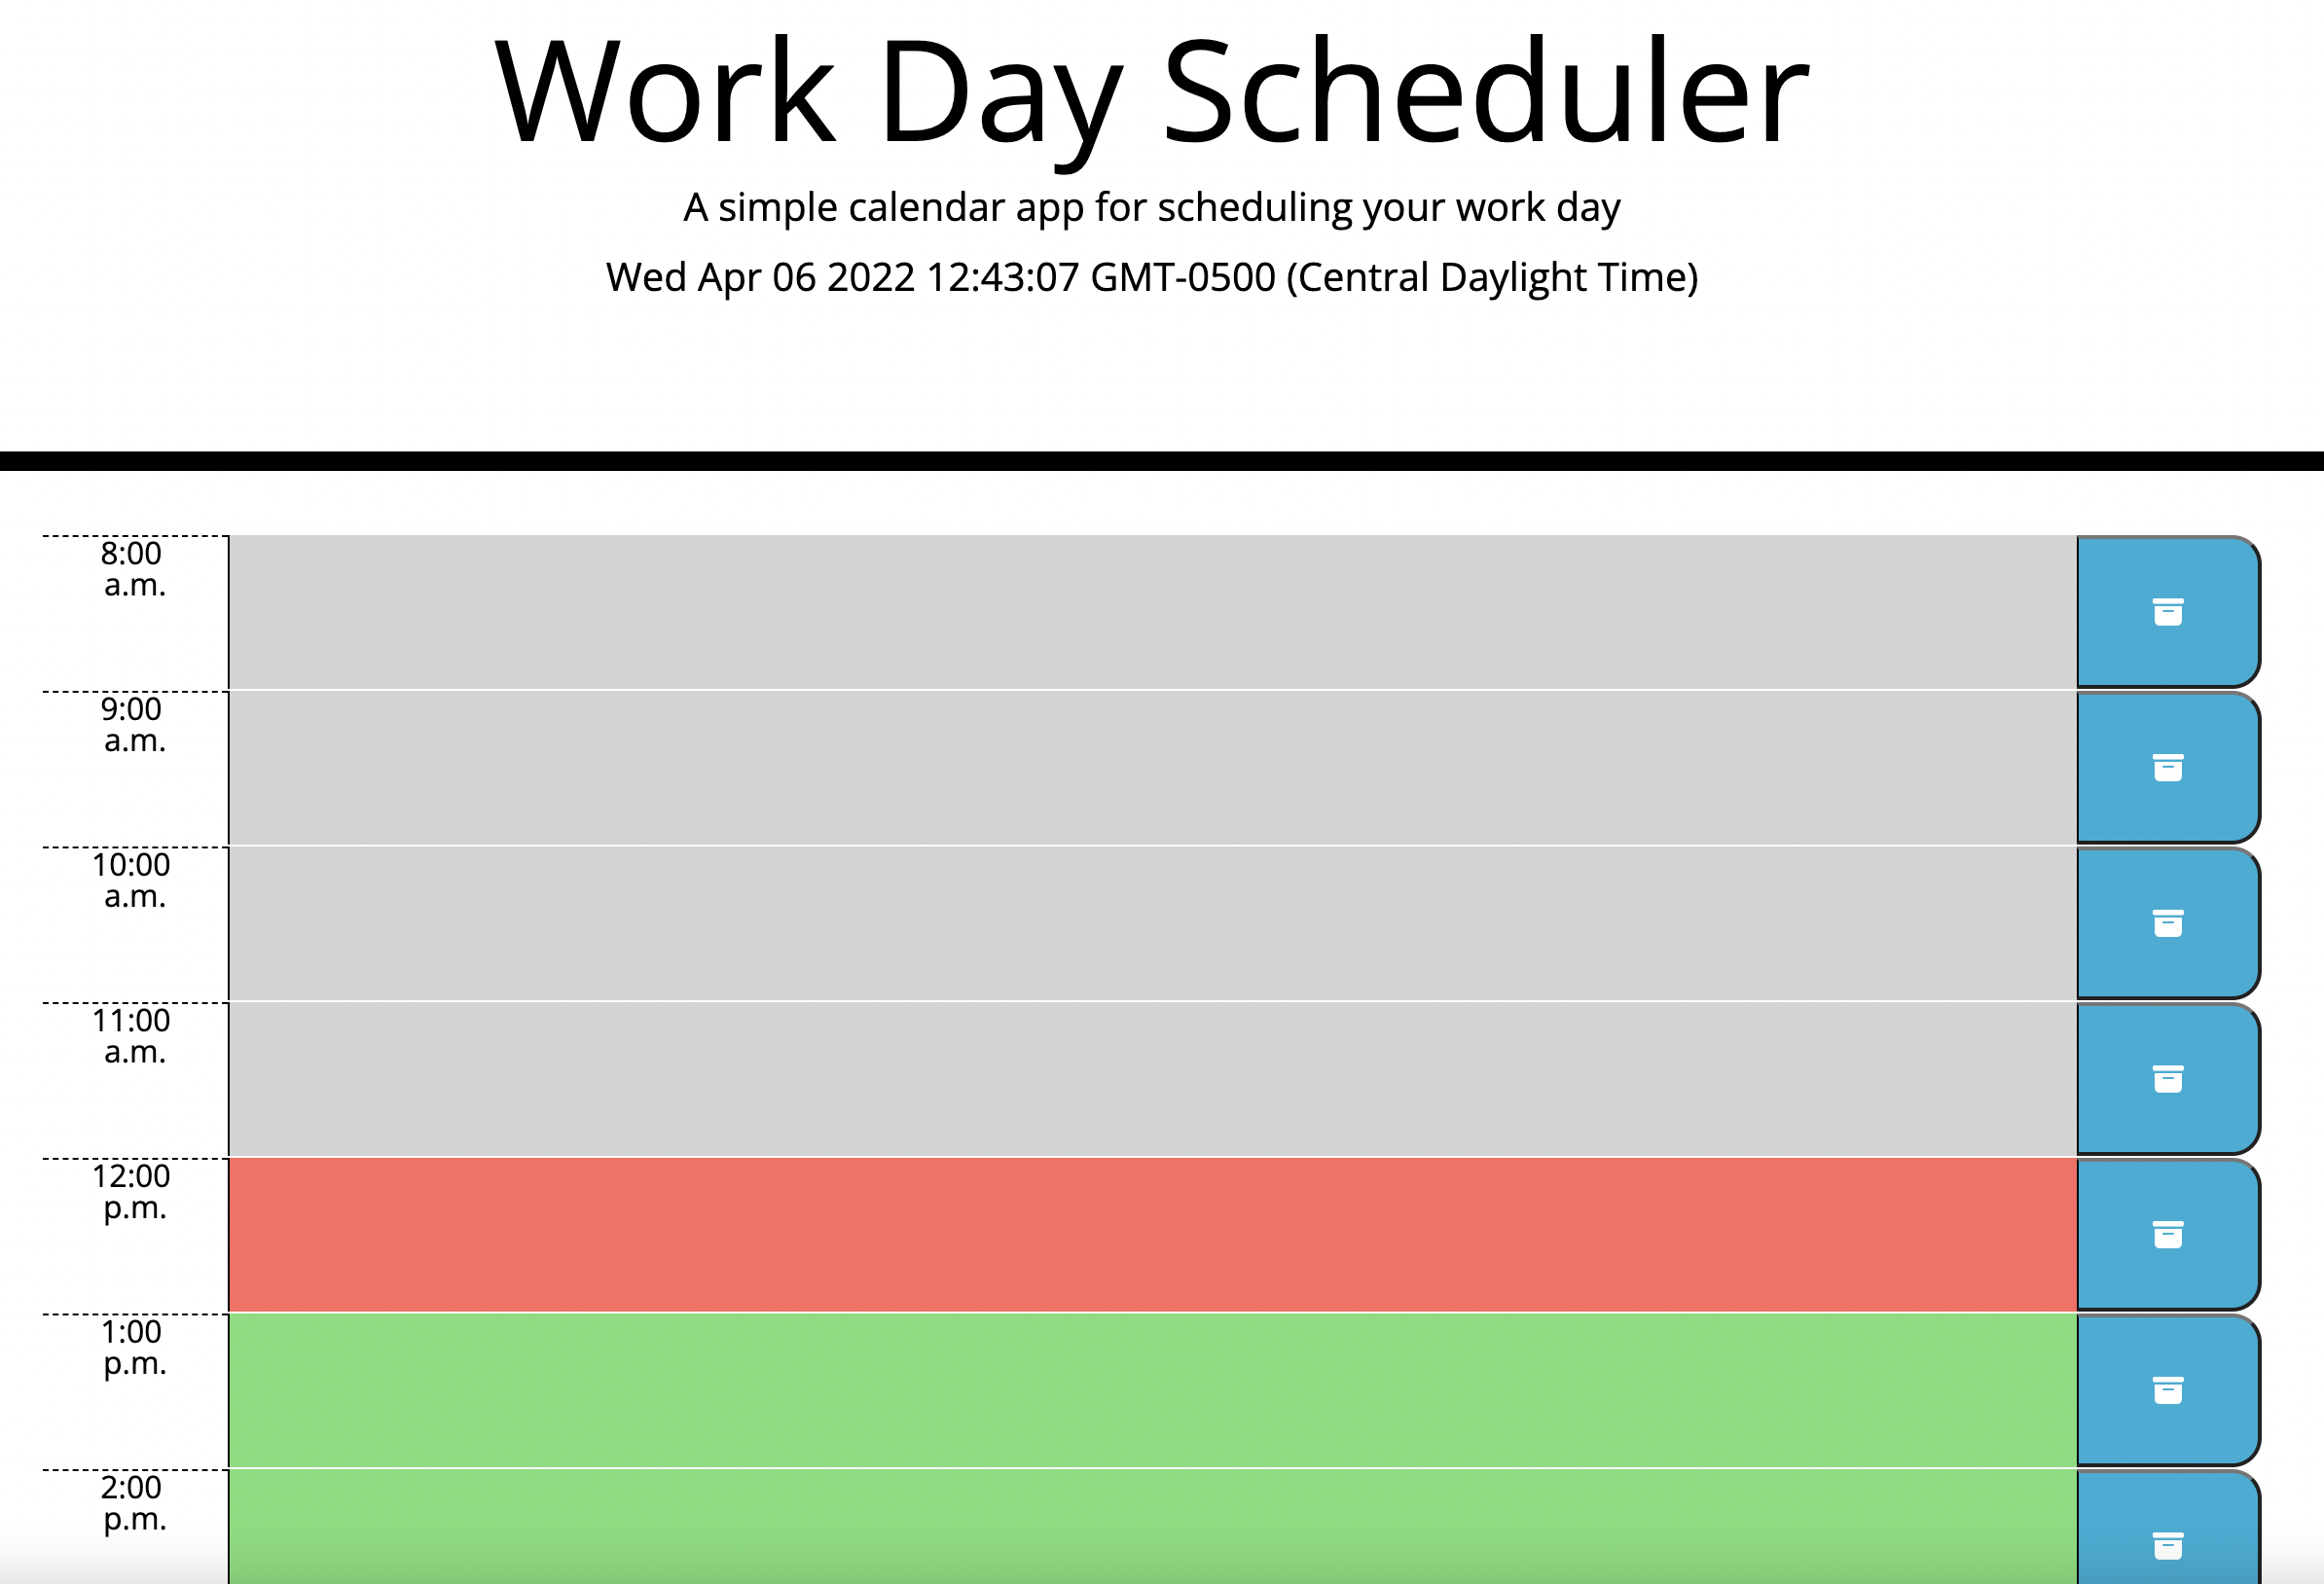 Work Day Scheduler
A simple calendar app for scheduling your work day
Wed Apr 06 2022 12:43:07 GMT-0500 (Central Daylight Time)
8:00
a.m.
9:00
a.m.
10:00
a.m.
11:00
a.m.
12:00
p.m.
1:00
p.m.
2:00
p.m.